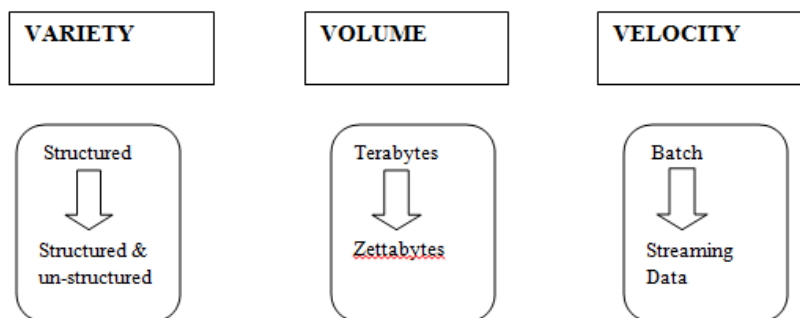 VARIETY
VOLUME
VELOCITY
Structured
Structured &
un-structured
Terabytes
Zettabytes
Batch
Streaming
Data